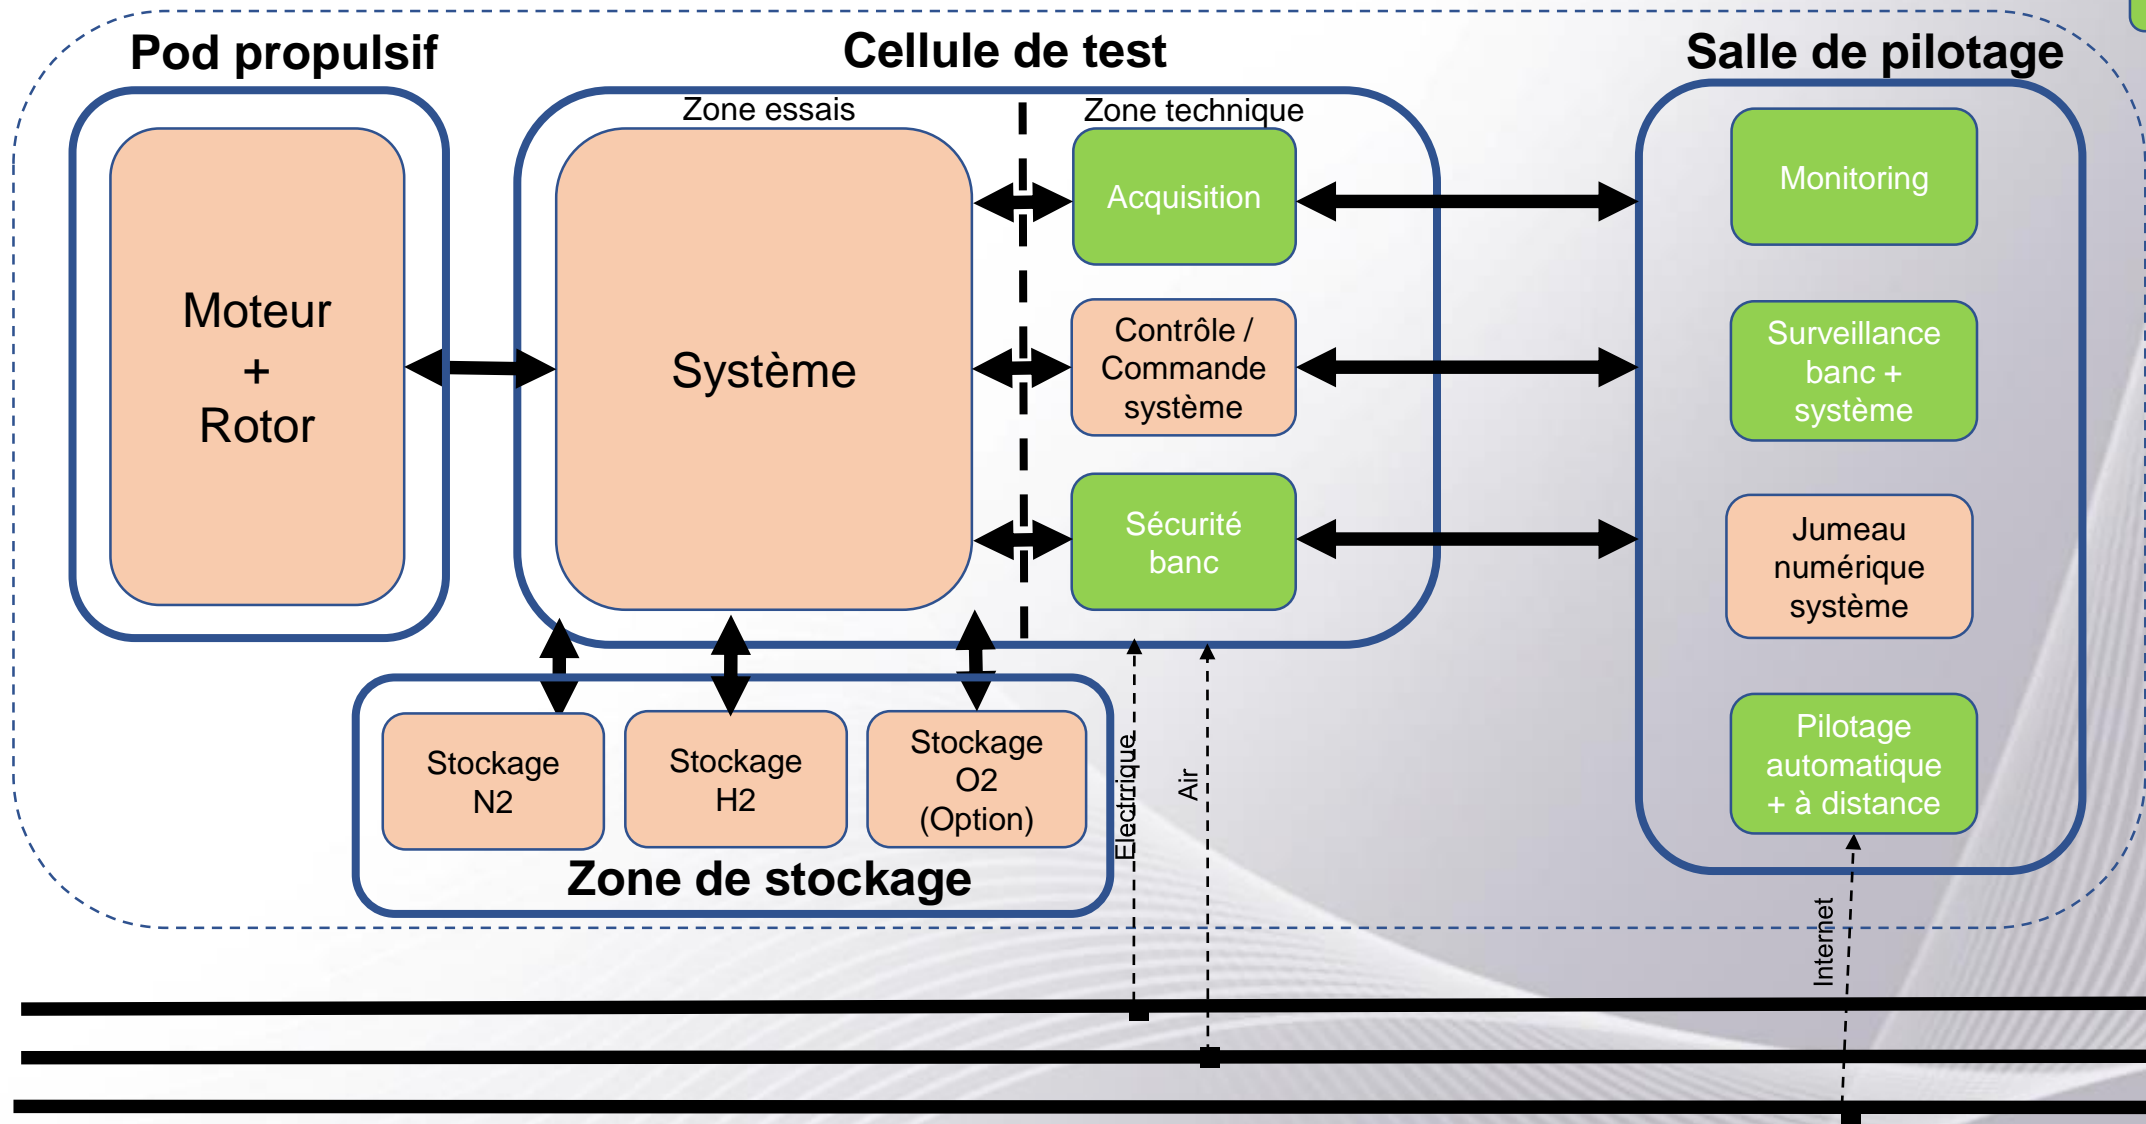 Pod propulsif
Cellule de test
Salle de pilotage
Zone essais
Zone technique
Moteur
+
Rotor
Système
Acquisition
Contrôle /
Commande
système
Sécurité
banc
Monitoring
Surveillance
banc +
système
Jumeau
numérique
système
Pilotage
automatique
+ à distance
Stockage
N2
Stockage
H2
Stockage
O2
(Option)
Zone de stockage
Electrrique
Air
Internet